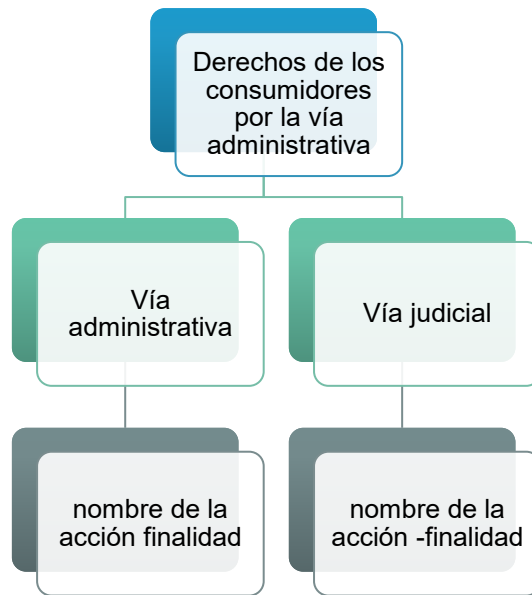 Derechos de los
consumidores
por la vía
administrativa
Vía
administrativa
Vía judicial
nombre de la
acción finalidad
nombre de la
acción -finalidad